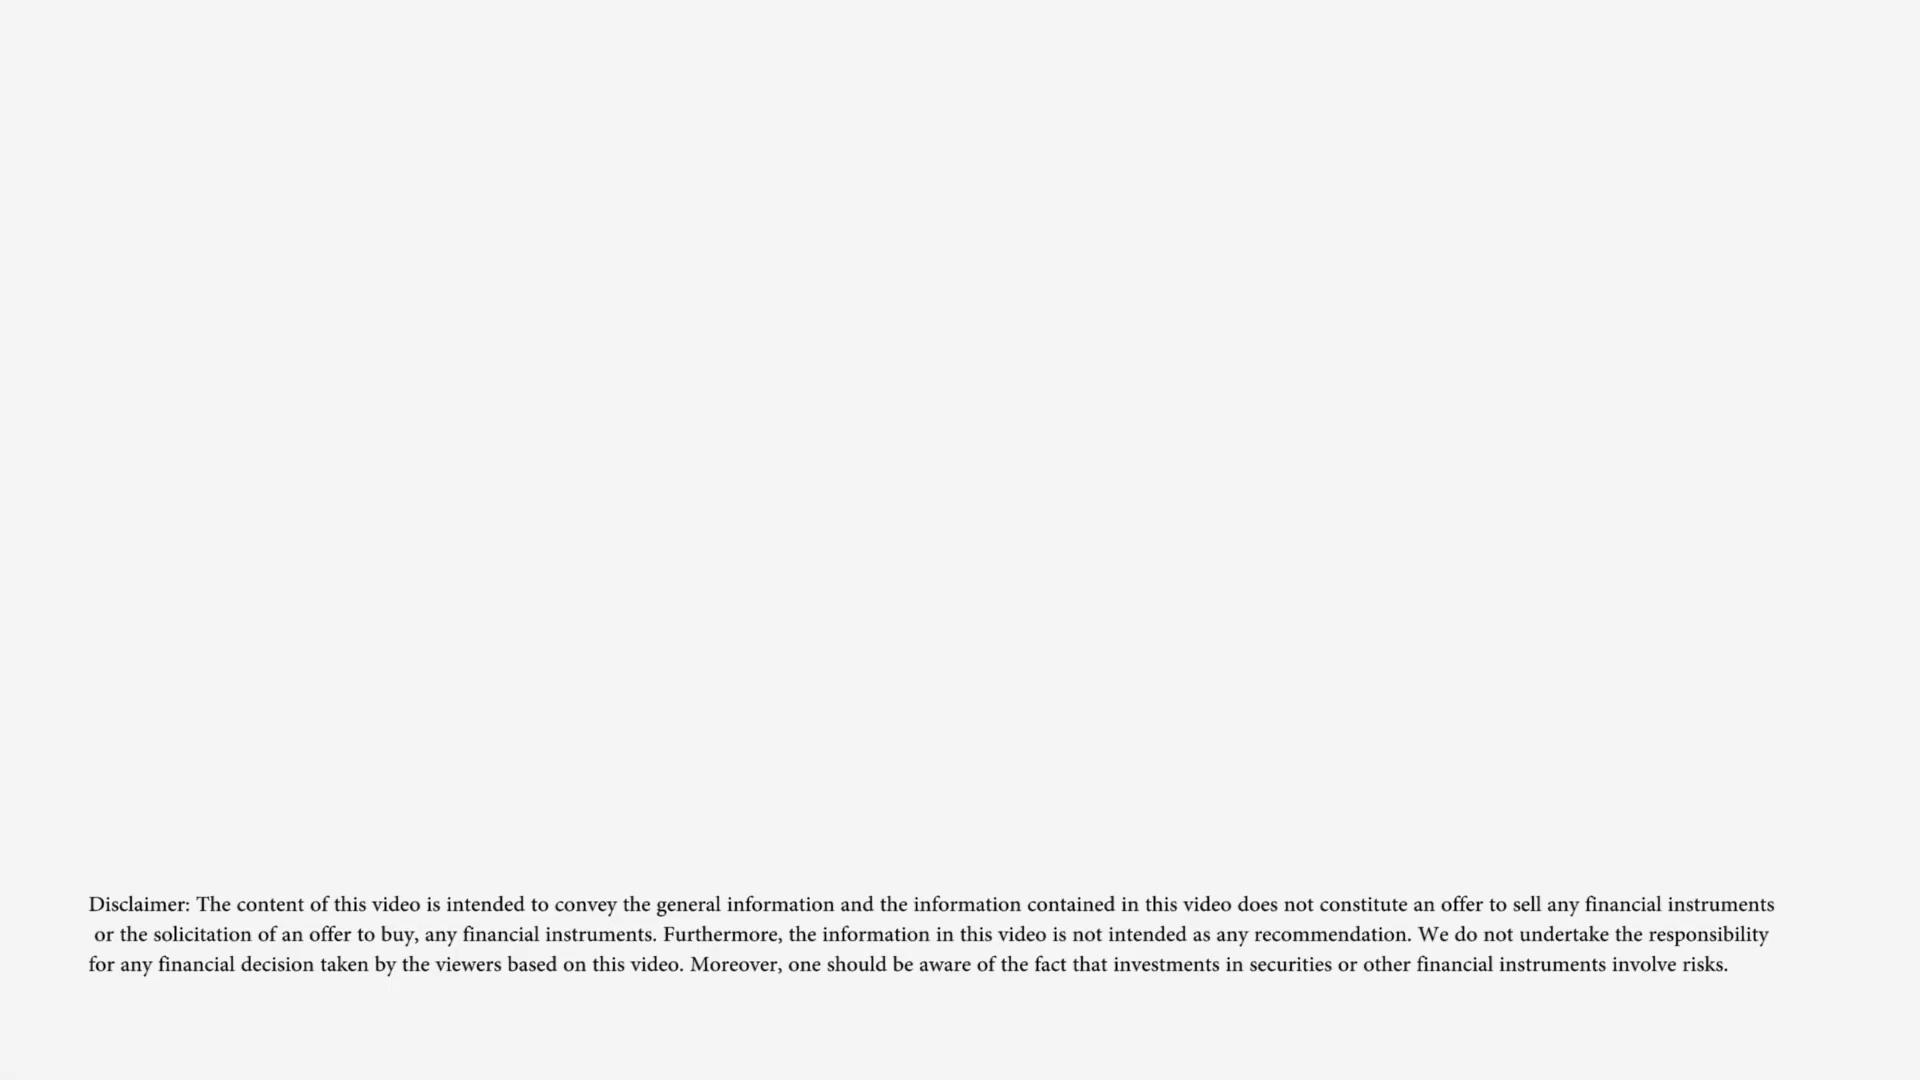 Disclaimer: The content of this video is intended to convey the general information and the information contained in this video does not constitute an offer to sell any financial instruments
or the solicitation of an offer to buy, any financial instruments. Furthermore, the information in this video is not intended as any recommendation. We do not undertake the responsibility
for any financial decision taken by the viewers based on this video. Moreover, one should be aware of the fact that investments in securities or other financial instruments involve risks.